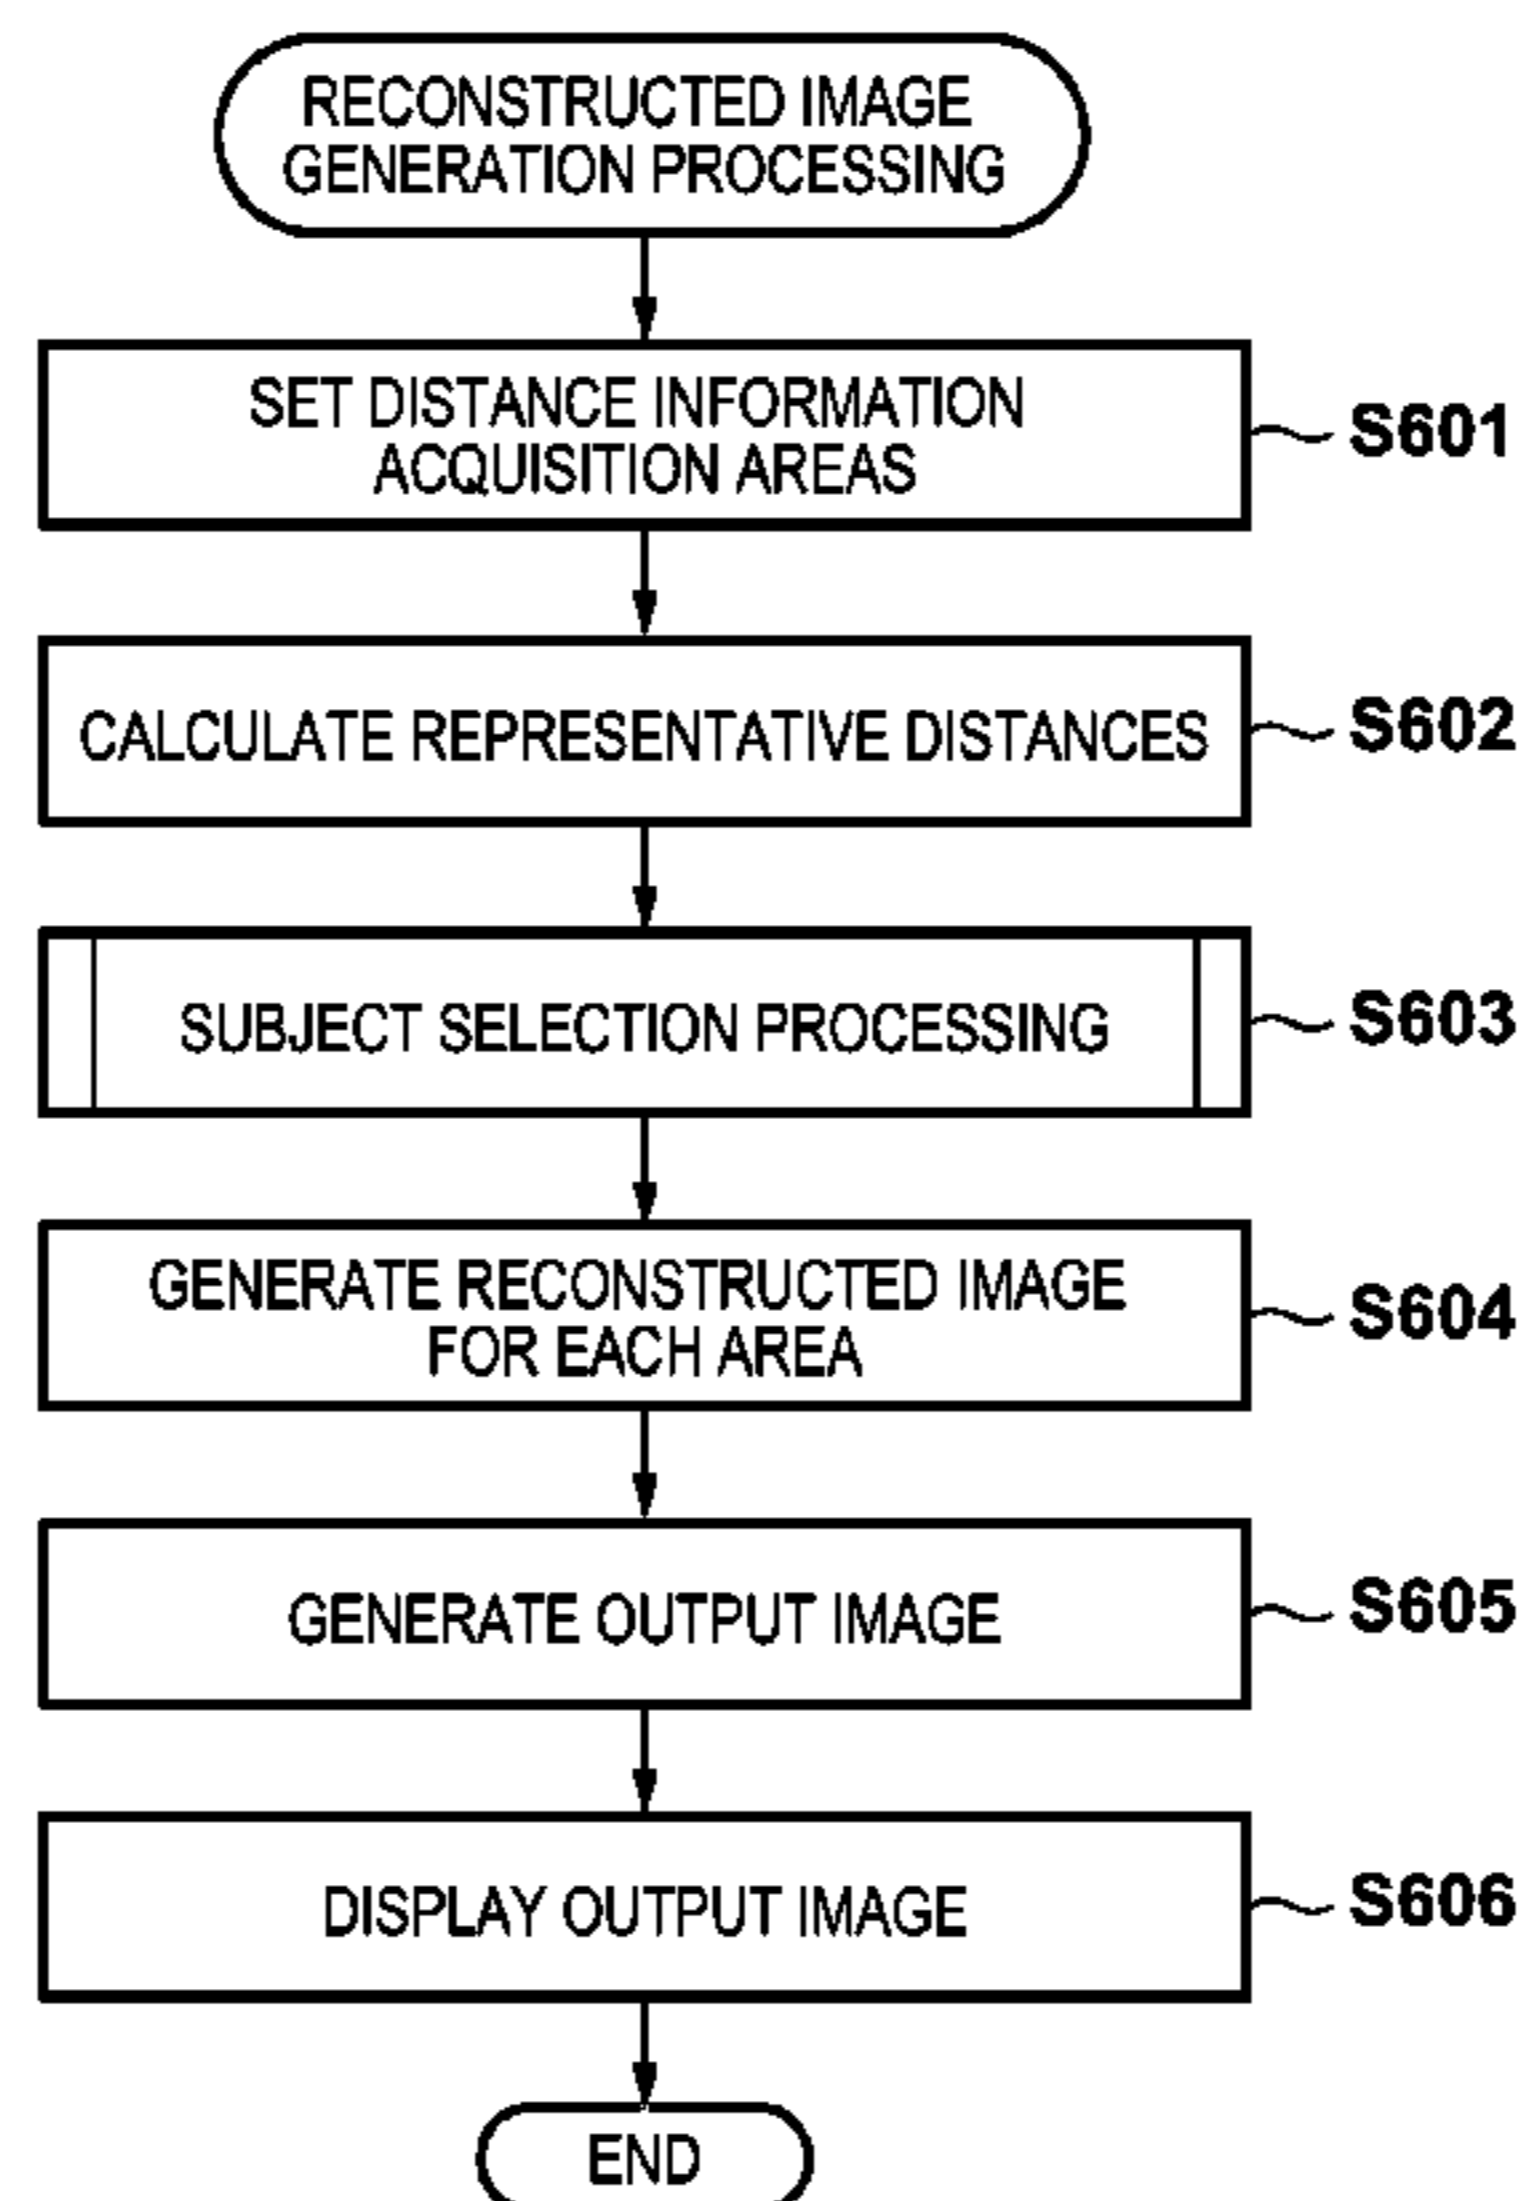 RECONSTRUCTED IMAGE
GENERATION PROCESSING
SET DISTANCE INFORMATION
ACQUISITION AREAS
S601
CALCULATE REPRESENTATIVE DISTANCES
S602
SUBJECT SELECTION PROCESSING
S603
GENERATE RECONSTRUCTED IMAGE
FOR EACH AREA
S604
GENERATE OUTPUT IMAGE
S605
DISPLAY OUTPUT IMAGE
S606
END